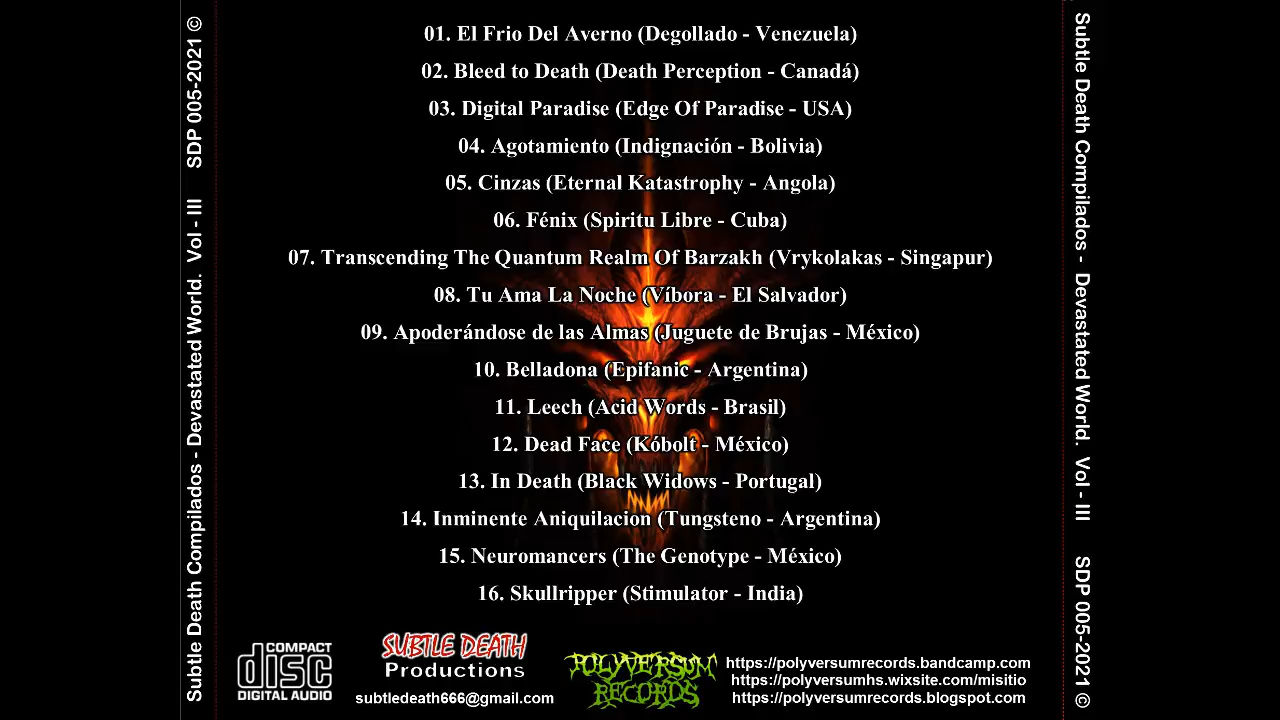 01. El Frio Del Averno (Degollado - Venezuela)
02. Bleed to Death (Death Perception - Canadá)
03. Digital Paradise (Edge Of Paradise - USA)
04. Agotamiento (Indignación - Bolivia)
05. Cinzas (Eternal Katastrophy - Angola)
06. Fénix (Spiritu Libre - Cuba)
07. Transcending The Quantum Realm Of Barzakh (Vrykolakas - Singapur)
08. Tu Ama La Noche (Víbora - El Salvador)
09. Apoderándose de las Almas (Juguete de Brujas - México)
10. Belladona (Epifanic - Argentina)
11. Leech (Acid Words - Brasil)
12. Dead Face (Kóbolt - México)
13. In Death (Black Widows - Portugal)
14. Inminente Aniquilacion (Tungsteno - Argentina)
15. Neuromancers (The Genotype - México)
16. Skullripper (Stimulator - India)
Subtle Death Compilados - Devastated World. Vol - III SDP 005-2021 ©
Subtle Death Compilados - Devastated World. Vol - III SDP 005-2021 ©
COMPACT
disc
DIGITAL AUDIO
SUBTLE DEATH
Productions
subtledeath666@gmail.com
POLYVERSUM
RECORDS
https://polyversumrecords.bandcamp.com
https://polyversumhs.wixsite.com/misitio
https://polyversumrecords.blogspot.com